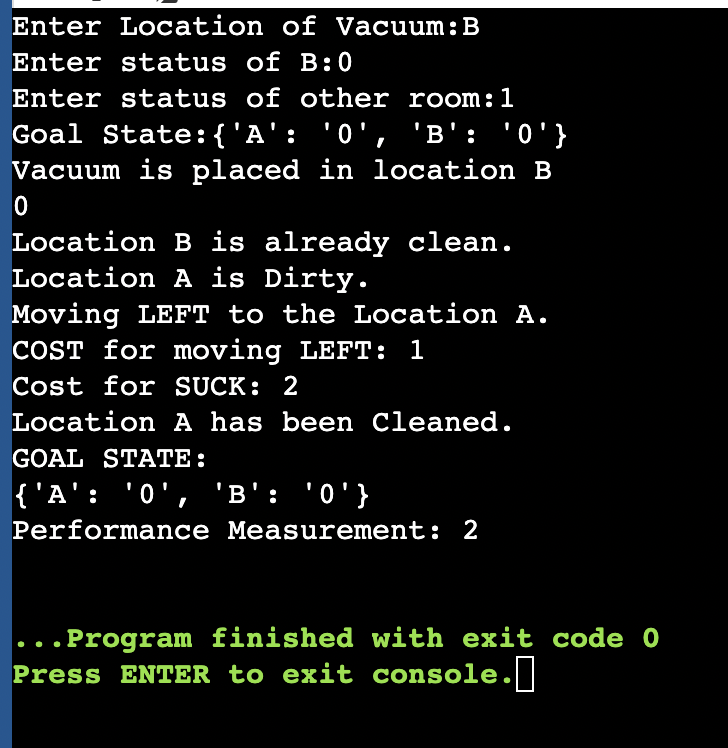 Enter Location of Vacuum:B
Enter status of B:0
Enter status of other room:1
Goal State:{'A': '0', 'B': '0'}
Vacuum is placed in location B
0
Location B is already clean.
Location A is Dirty.
Moving LEFT to the Location A.
COST for moving LEFT: 1
Cost for SUCK: 2
Location A has been Cleaned.
GOAL STATE:
{'A': '0', 'B': '0'}
Performance Measurement: 2
...Program finished with exit code 0
Press ENTER to exit console.